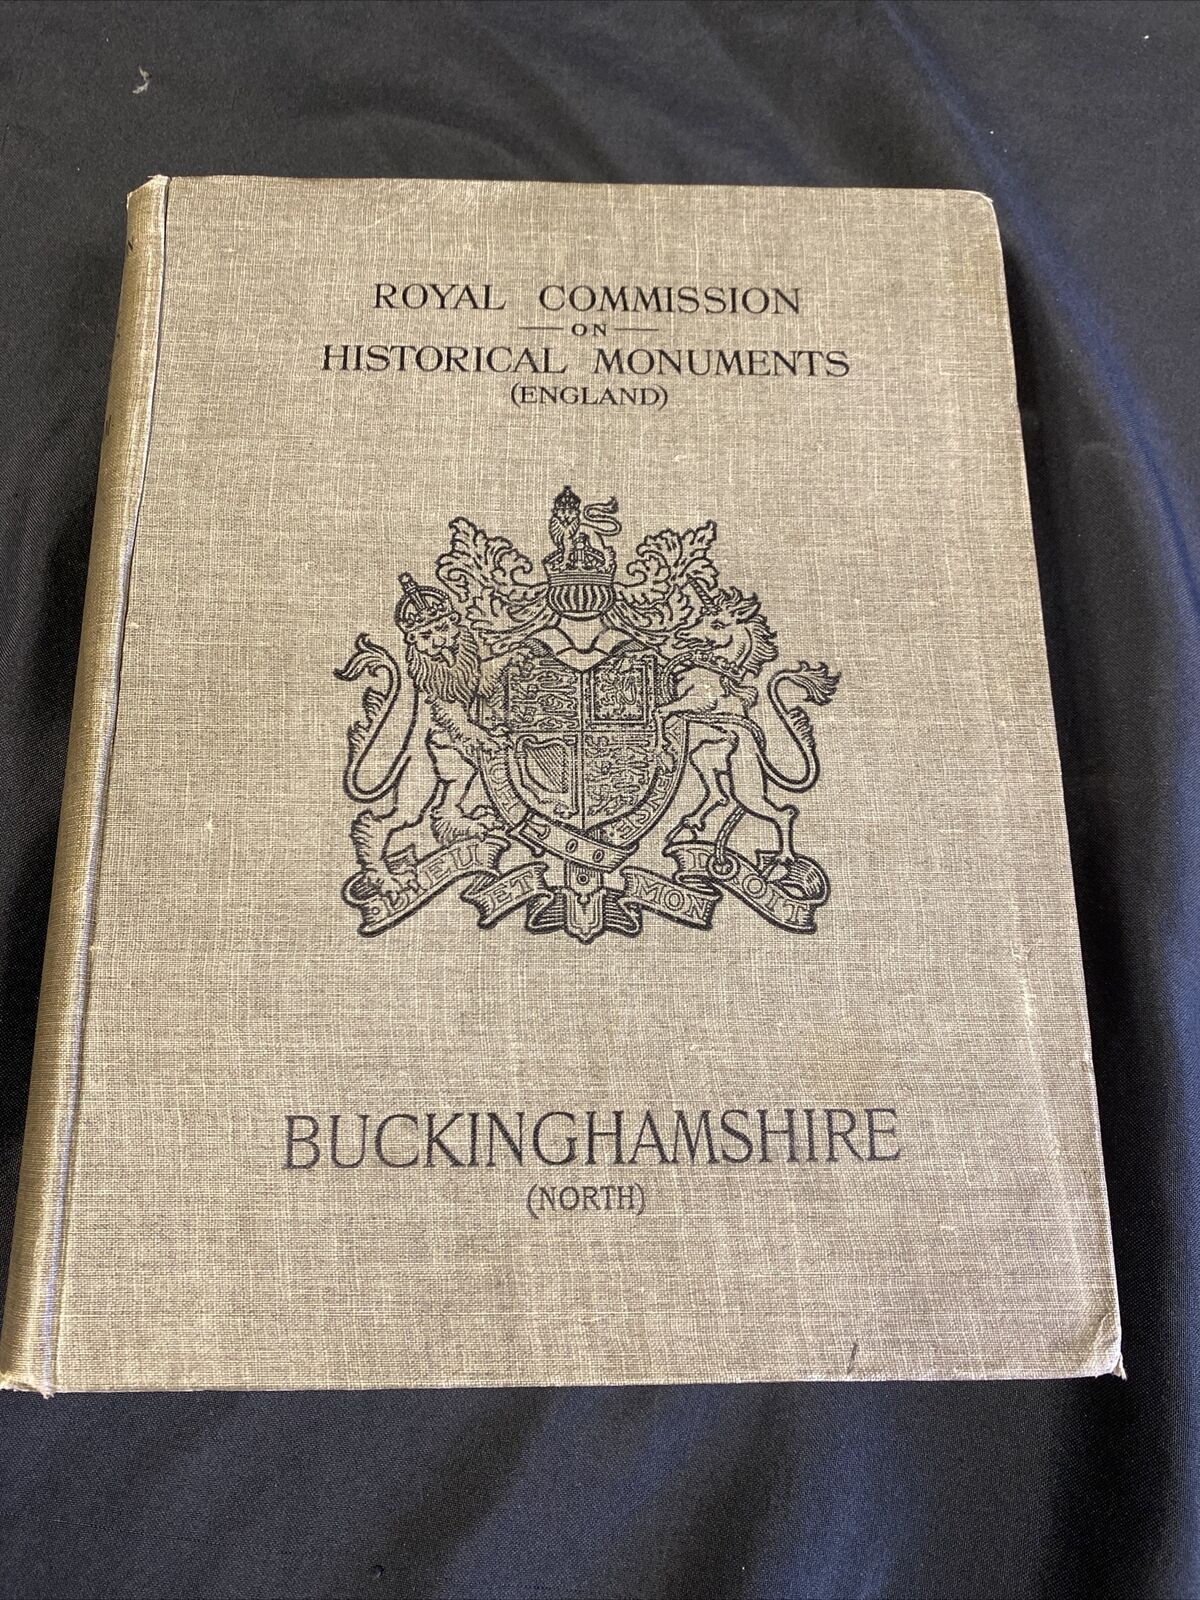 ROYAL COMMISSION
ON
HISTORICAL MONUMENTS
(ENGLAND)
DIEU ET MON DROIT
BUCKINGHAMSHIRE
(NORTH)